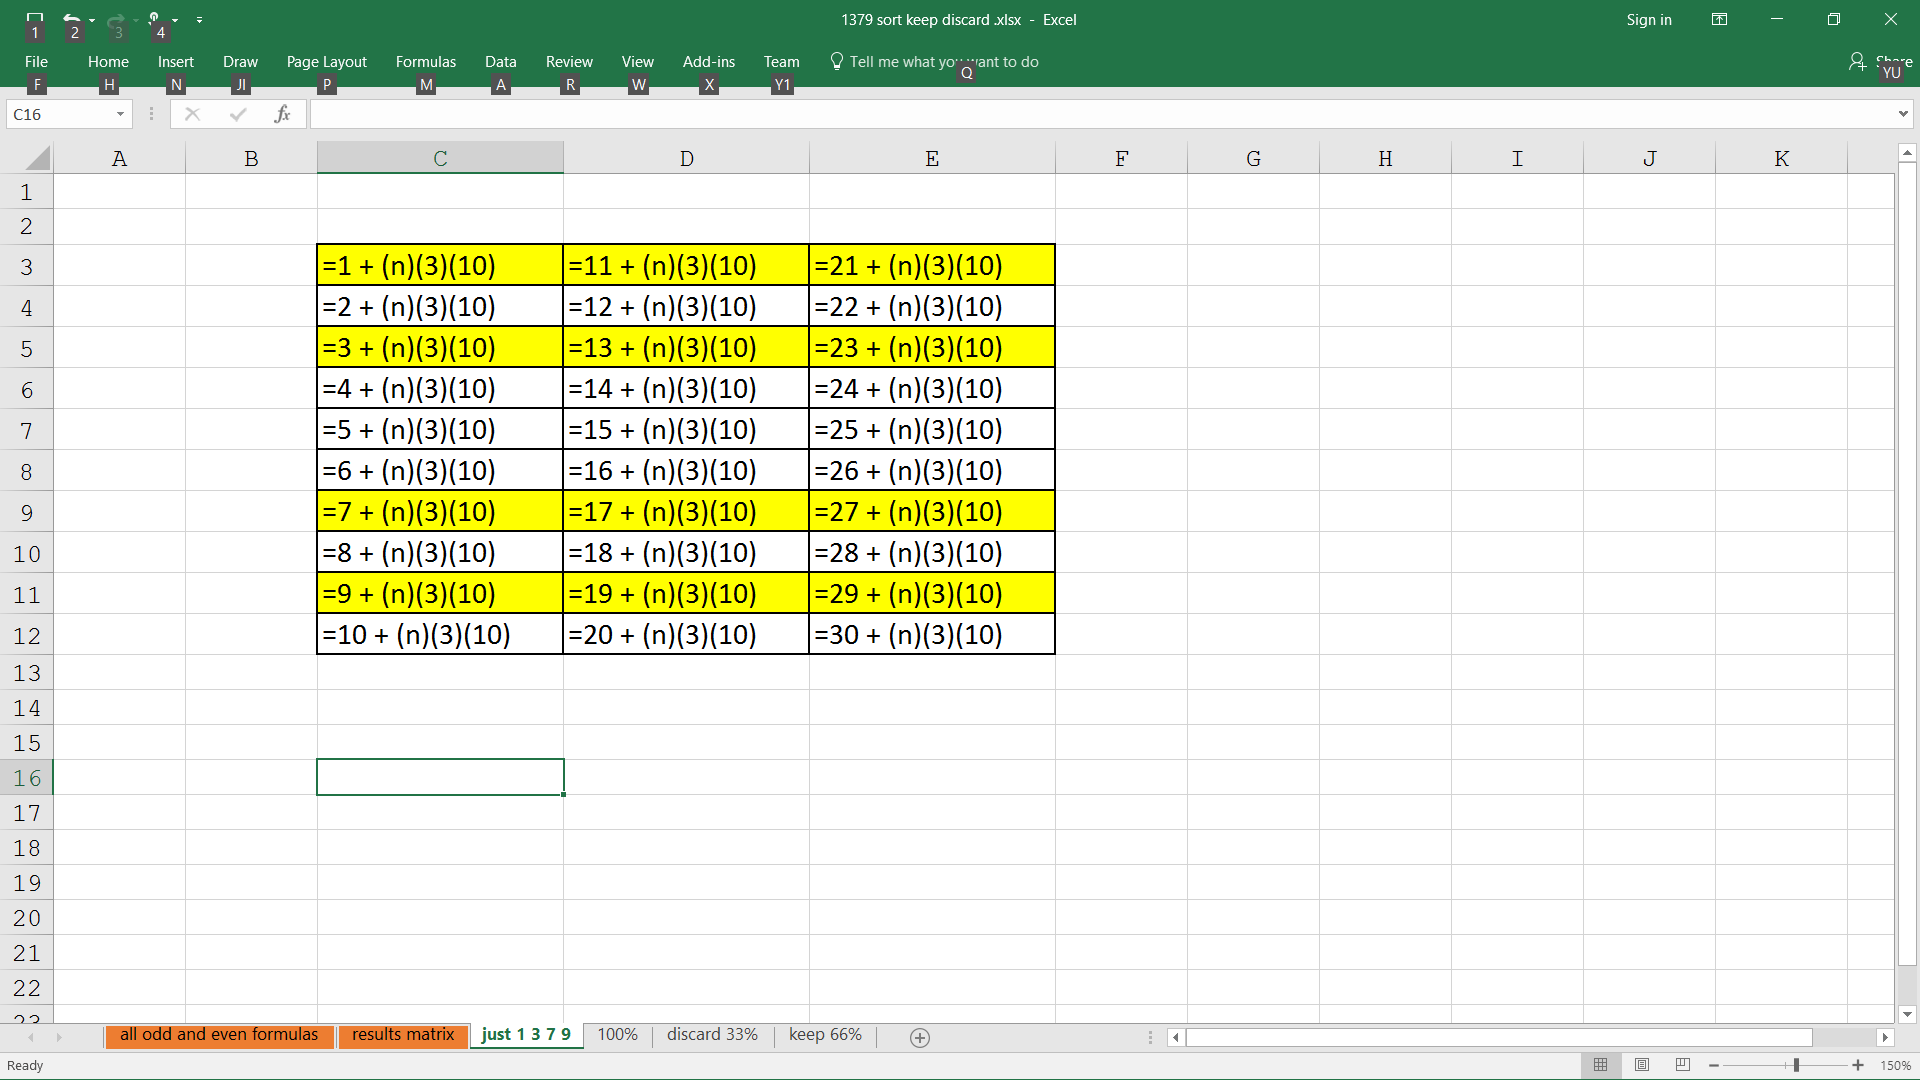 1379 sort keep discard .xlsx - Excel
Sign in
1 2 3 4
File Home Insert Draw Page Layout Formulas Data Review View Add-ins Team Tell me what you want to do Share
F H N JI P M A R W X Y1 Q YU
C16 fx
A B C D E F G H I J K
1
2
3 =1 + (n)(3)(10) =11 + (n)(3)(10) =21 + (n)(3)(10)
4 =2 + (n)(3)(10) =12 + (n)(3)(10) =22 + (n)(3)(10)
5 =3 + (n)(3)(10) =13 + (n)(3)(10) =23 + (n)(3)(10)
6 =4 + (n)(3)(10) =14 + (n)(3)(10) =24 + (n)(3)(10)
7 =5 + (n)(3)(10) =15 + (n)(3)(10) =25 + (n)(3)(10)
8 =6 + (n)(3)(10) =16 + (n)(3)(10) =26 + (n)(3)(10)
9 =7 + (n)(3)(10) =17 + (n)(3)(10) =27 + (n)(3)(10)
10 =8 + (n)(3)(10) =18 + (n)(3)(10) =28 + (n)(3)(10)
11 =9 + (n)(3)(10) =19 + (n)(3)(10) =29 + (n)(3)(10)
12 =10 + (n)(3)(10) =20 + (n)(3)(10) =30 + (n)(3)(10)
13
14
15
16
17
18
19
20
21
22
23
all odd and even formulas results matrix just 1 3 7 9 100% discard 33% keep 66%
Ready 150%